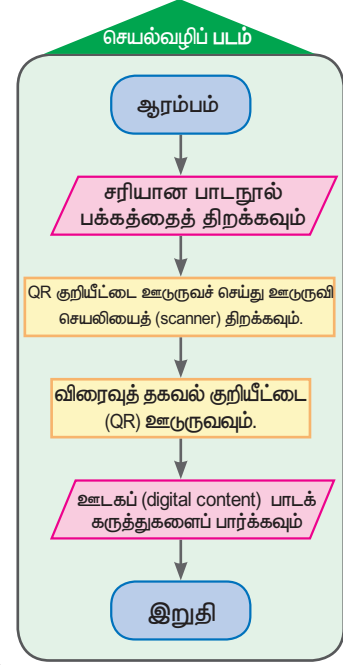 செயல்வழிப் படம்
ஆரம்பம்
சரியான பாடநூல்
பக்கத்தைத் திறக்கவும்
QR குறியீட்டை ஊடுருவச் செய்து ஊடுருவி
செயலியைத் (scanner) திறக்கவும்.
விரைவுத் தகவல் குறியீட்டை
(QR) ஊடுருவவும்.
ஊடகப் (digital content) பாடக்
கருத்துகளைப் பார்க்கவும்
இறுதி